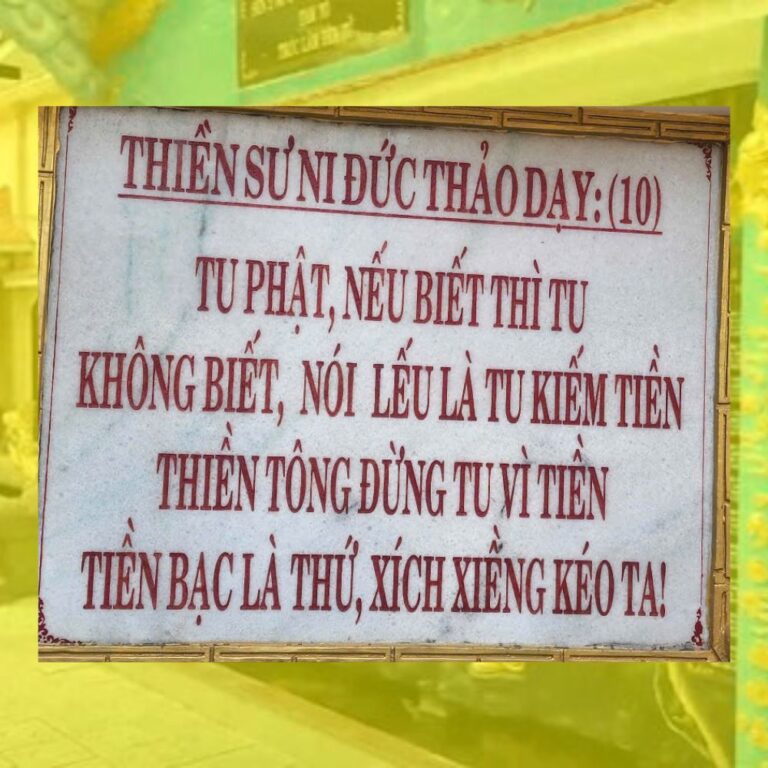 THIỀN SƯ NI ĐỨC THẢO DẠY: (10)
TU PHẬT, NẾU BIẾT THÌ TU
KHÔNG BIẾT, NÓI LẾU LÀ TU KIẾM TIỀN
THIỀN TÔNG ĐỪNG TU VÌ TIỀN
TIỀN BẠC LÀ THỨ, XÍCH XIỀNG KÉO TA!